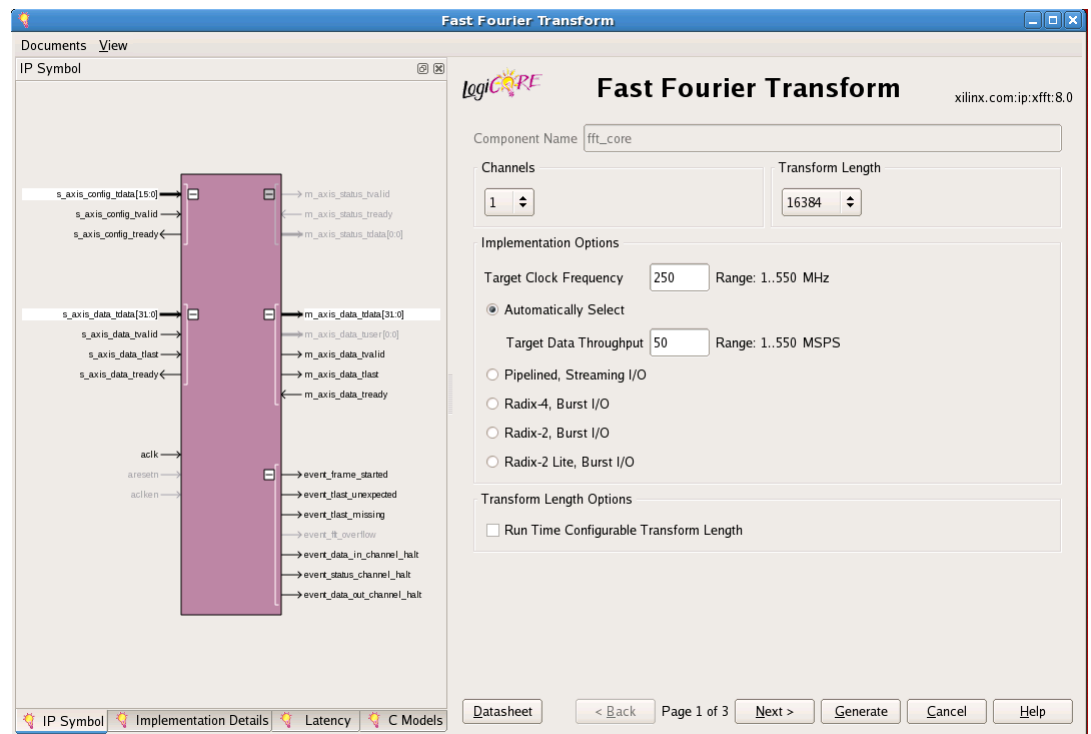 Fast Fourier Transform
Documents View
IP Symbol
s_axis_config_tdata[15:0]
s_axis_config_tvalid
s_axis_config_tready
s_axis_data_tdata[31:0]
s_axis_data_tvalid
s_axis_data_tlast
s_axis_data_tready
aclk
aresetn
aclken
m_axis_status_tvalid
m_axis_status_tready
m_axis_status_tdata[0:0]
m_axis_data_tdata[31:0]
m_axis_data_tuser[0:0]
m_axis_data_tvalid
m_axis_data_tlast
m_axis_data_tready
event_frame_started
event_tlast_unexpected
event_tlast_missing
event_fft_overflow
event_data_in_channel_halt
event_status_channel_halt
event_data_out_channel_halt
IP Symbol Implementation Details Latency C Models
logiCORE
Fast Fourier Transform
xilinx.com:ip:xfft:8.0
Component Name fft_core
Channels
1
Transform Length
16384
Implementation Options
Target Clock Frequency 250 Range: 1..550 MHz
Automatically Select
Target Data Throughput 50 Range: 1..550 MSPS
Pipelined, Streaming I/O
Radix-4, Burst I/O
Radix-2, Burst I/O
Radix-2 Lite, Burst I/O
Transform Length Options
Run Time Configurable Transform Length
Datasheet < Back Page 1 of 3 Next > Generate Cancel Help